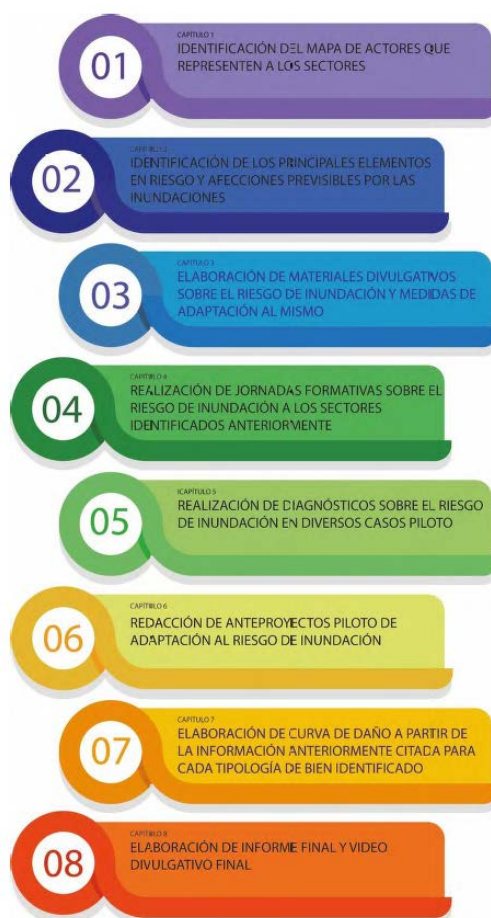 01
CAPÍTULO 1
IDENTIFICACIÓN DEL MAPA DE ACTORES QUE
REPRESENTEN A LOS SECTORES
02
CAPÍTULO 2
IDENTIFICACIÓN DE LOS PRINCIPALES ELEMENTOS
EN RIESGO Y AFECCIONES PREVISIBLES POR LAS
INUNDACIONES
03
CAPÍTULO 3
ELABORACIÓN DE MATERIALES DIVULGATIVOS
SOBRE EL RIESGO DE INUNDACIÓN Y MEDIDAS DE
ADAPTACIÓN AL MISMO
04
CAPÍTULO 4
REALIZACIÓN DE JORNADAS FORMATIVAS SOBRE EL
RIESGO DE INUNDACIÓN A LOS SECTORES
IDENTIFICADOS ANTERIORMENTE
05
CAPÍTULO 5
REALIZACIÓN DE DIAGNÓSTICOS SOBRE EL RIESGO
DE INUNDACIÓN EN DIVERSOS CASOS PILOTO
06
CAPÍTULO 6
REDACCIÓN DE ANTEPROYECTOS PILOTO DE
ADAPTACIÓN AL RIESGO DE INUNDACIÓN
07
CAPÍTULO 7
ELABORACIÓN DE CURVA DE DAÑO A PARTIR DE
LA INFORMACIÓN ANTERIORMENTE CITADA PARA
CADA TIPOLOGÍA DE BIEN IDENTIFICADO
08
CAPÍTULO 8
ELABORACIÓN DE INFORME FINAL Y VIDEO
DIVULGATIVO FINAL